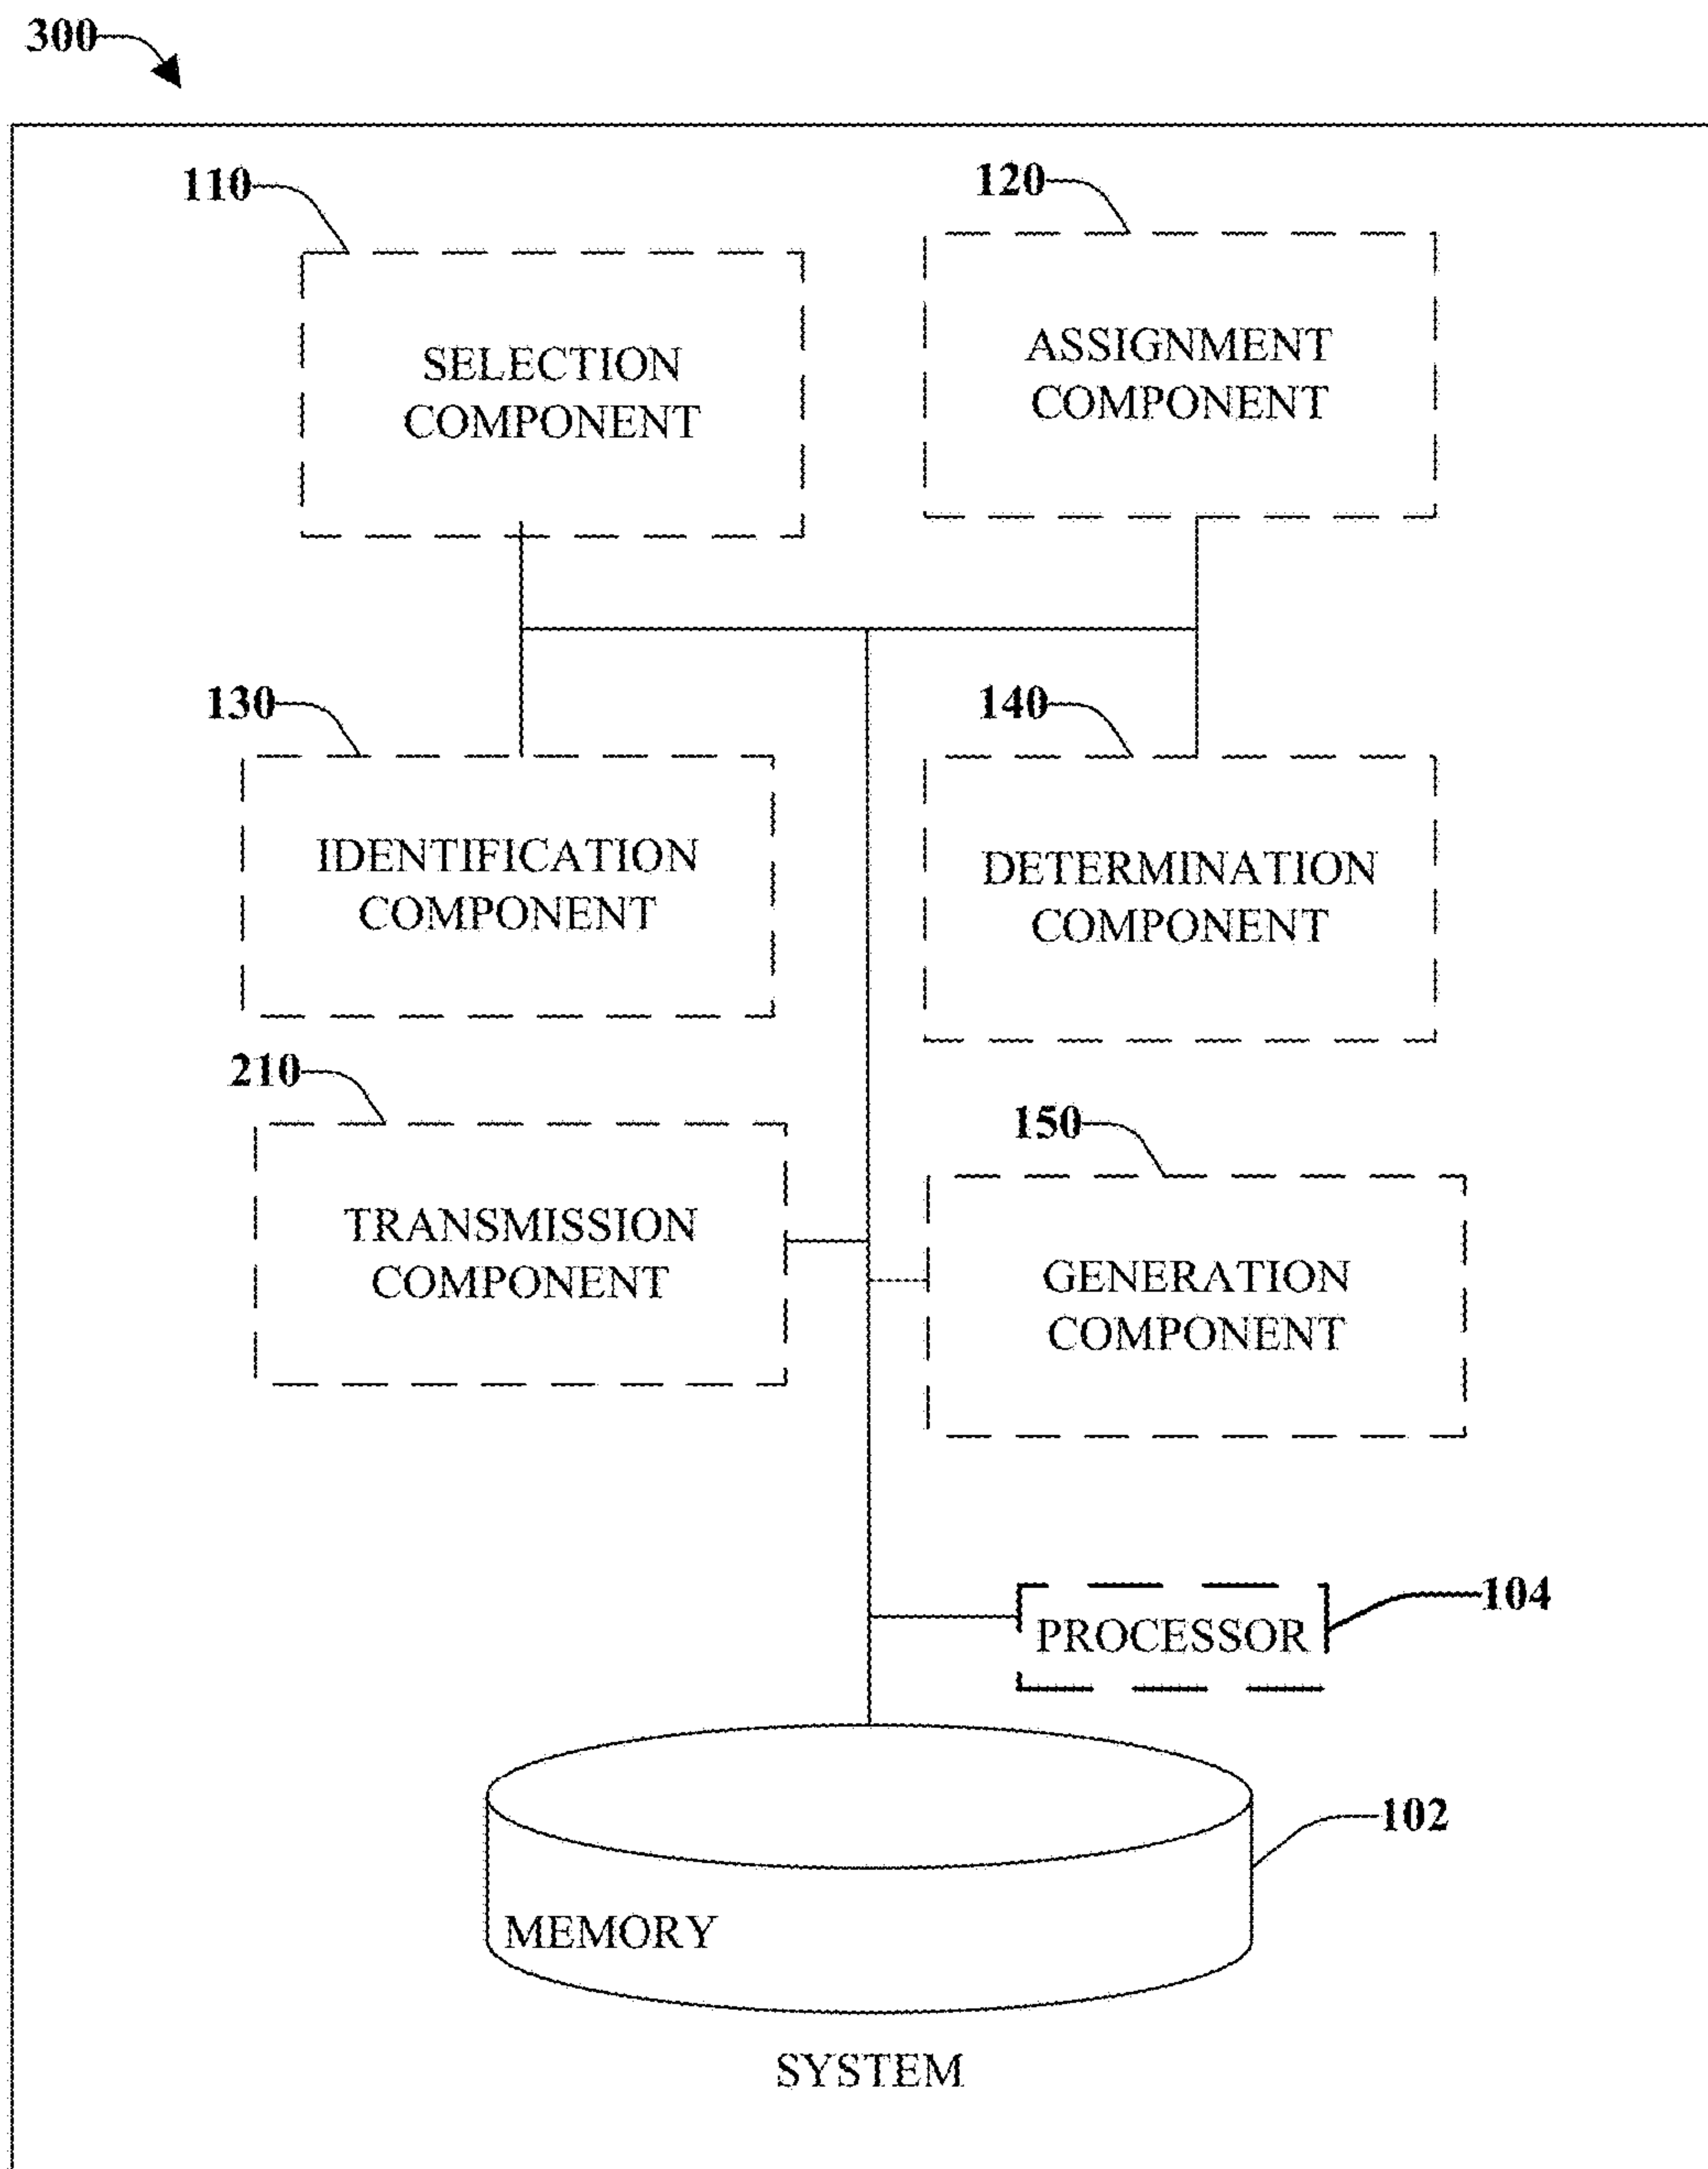 300
110
120
SELECTION
COMPONENT
ASSIGNMENT
COMPONENT
130
140
IDENTIFICATION
COMPONENT
DETERMINATION
COMPONENT
210
150
TRANSMISSION
COMPONENT
GENERATION
COMPONENT
104
PROCESSOR
102
MEMORY
SYSTEM